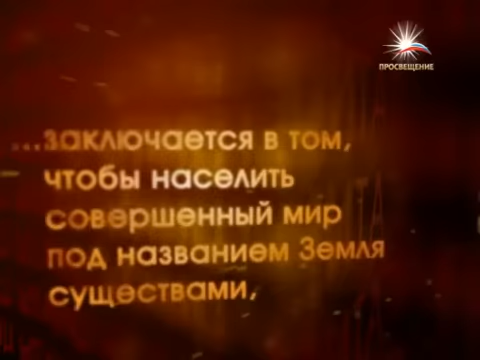 ПРОСВЕЩЕНИЕ
...заключается в том,
чтобы населить
совершенный мир
под названием Земля
существами,